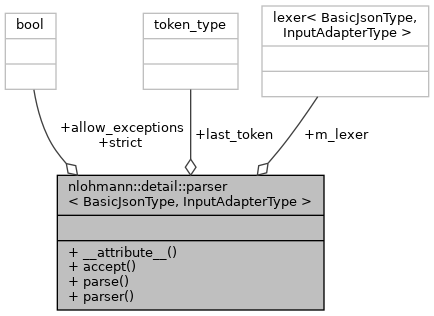 bool
token_type
lexer< BasicJsonType,
InputAdapterType >
+allow_exceptions
+strict
+last_token
+m_lexer
nlohmann::detail::parser
< BasicJsonType, InputAdapterType >
+ __attribute__()
+ accept()
+ parse()
+ parser()